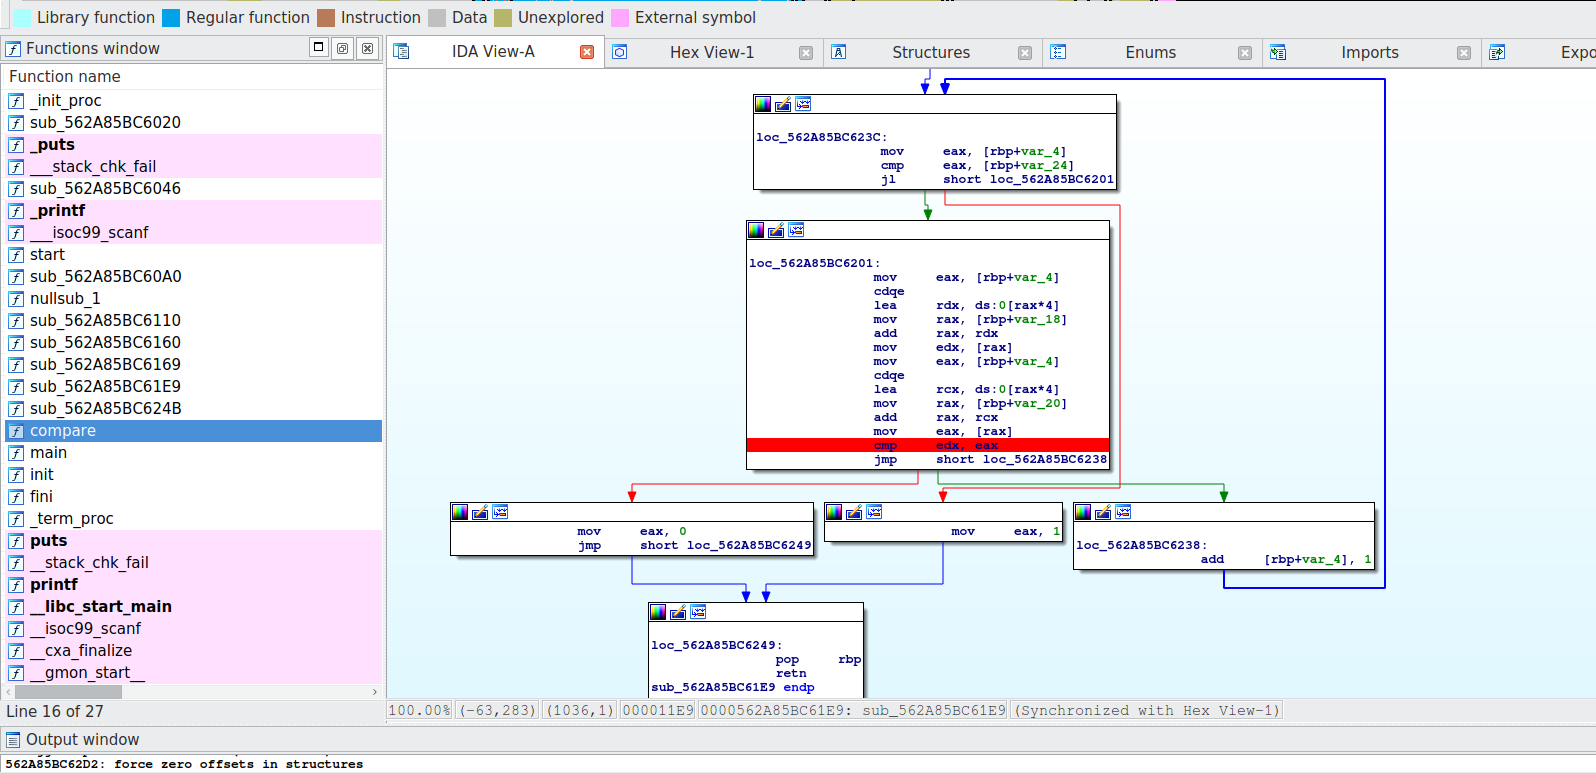 Library function Regular function Instruction Data Unexplored External symbol
Functions window
IDA View-A Hex View-1 Structures Enums Imports Expo
Function name
_init_proc
sub_562A85BC6020
_puts
___stack_chk_fail
sub_562A85BC6046
_printf
___isoc99_scanf
start
sub_562A85BC60A0
nullsub_1
sub_562A85BC6110
sub_562A85BC6160
sub_562A85BC6169
sub_562A85BC61E9
sub_562A85BC624B
compare
main
init
fini
_term_proc
puts
__stack_chk_fail
printf
__libc_start_main
__isoc99_scanf
__cxa_finalize
__gmon_start__
Line 16 of 27
loc_562A85BC623C:
mov eax, [rbp+var_4]
cmp eax, [rbp+var_24]
jl short loc_562A85BC6201
loc_562A85BC6201:
mov eax, [rbp+var_4]
cdqe
lea rdx, ds:0[rax*4]
mov rax, [rbp+var_18]
add rax, rdx
mov edx, [rax]
mov eax, [rbp+var_4]
cdqe
lea rcx, ds:0[rax*4]
mov rax, [rbp+var_20]
add rax, rcx
mov eax, [rax]
cmp edx, eax
jmp short loc_562A85BC6238
mov eax, 0
jmp short loc_562A85BC6249
mov eax, 1
loc_562A85BC6238:
add [rbp+var_4], 1
loc_562A85BC6249:
pop rbp
retn
sub_562A85BC61E9 endp
100.00% (-63,283) (1036,1) 000011E9 0000562A85BC61E9: sub_562A85BC61E9 (Synchronized with Hex View-1)
Output window
562A85BC62D2: force zero offsets in structures